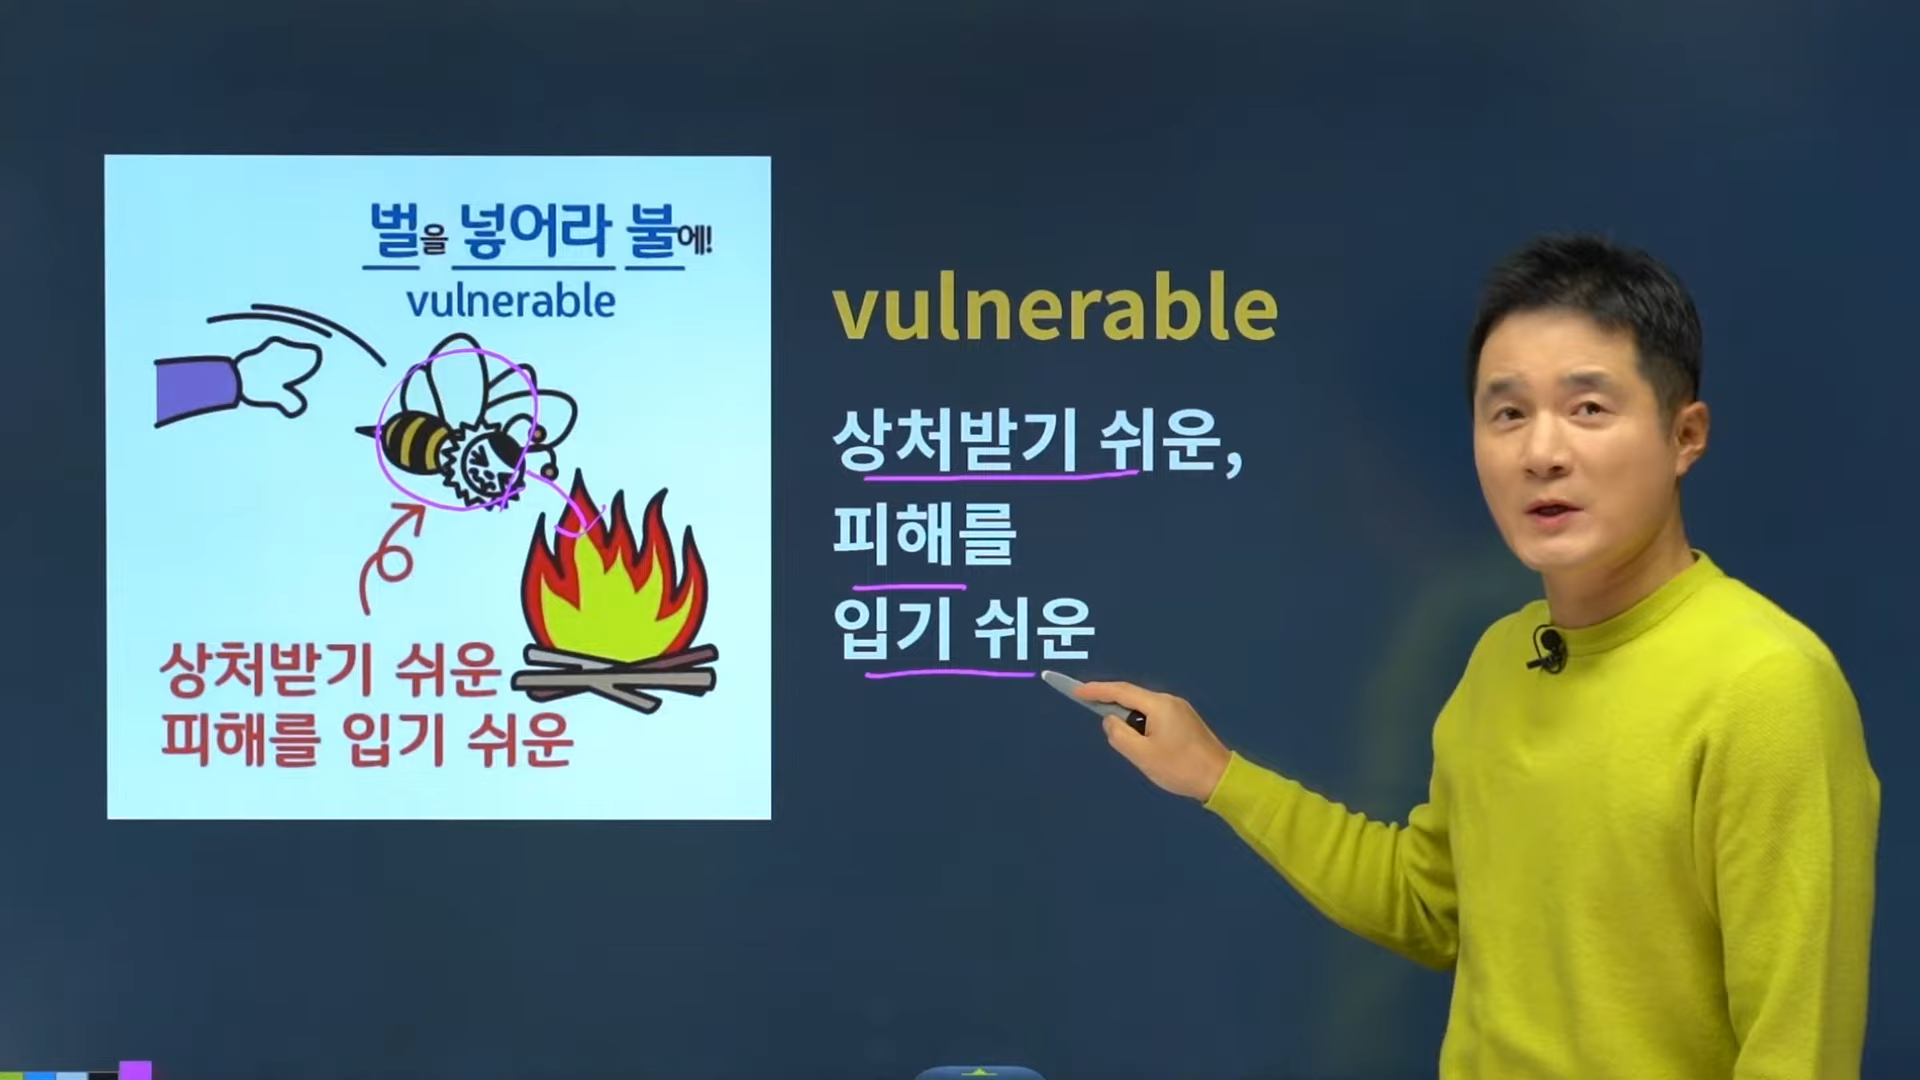 벌을 넣어라 불에!
vulnerable
상처받기 쉬운
피해를 입기 쉬운
vulnerable
상처받기 쉬운,
피해를
입기 쉬운